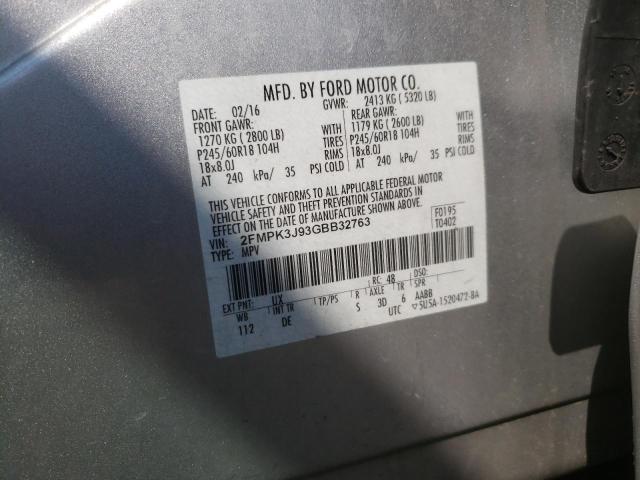 MFD. BY FORD MOTOR CO.
DATE: 02/16 GVWR: 2413 KG ( 5320 LB)
FRONT GAWR: REAR GAWR:
1270 KG ( 2800 LB) WITH 1179 KG ( 2600 LB) WITH
P245/60R18 104H TIRES P245/60R18 104H TIRES
18x8.0J RIMS 18x8.0J RIMS
AT 240 kPa/ 35 PSI COLD AT 240 kPa/ 35 PSI COLD
THIS VEHICLE CONFORMS TO ALL APPLICABLE FEDERAL MOTOR
VEHICLE SAFETY AND THEFT PREVENTION STANDARDS IN
EFFECT ON THE DATE OF MANUFACTURE SHOWN ABOVE.
VIN: 2FMPK3J93GBB32763 F0195
TYPE: MPV T0402
EXT PNT: UX RC: 48 DSO:
WB INT TR TP/PS R AXLE TR SPR
112 DE S 3D 6 AABB
UTC 5U5A-1520472-BA